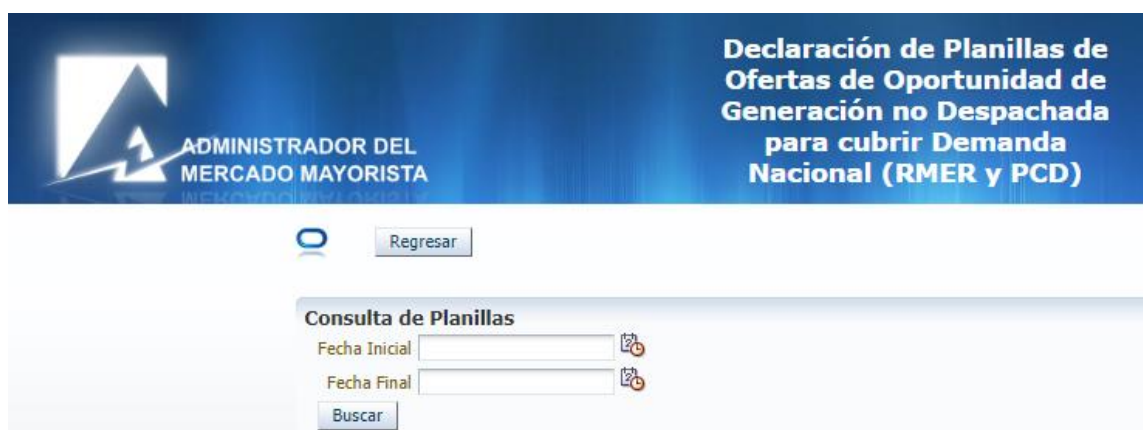 Declaración de Planillas de
Ofertas de Oportunidad de
Generación no Despachada
para cubrir Demanda
Nacional (RMER y PCD)
ADMINISTRADOR DEL
MERCADO MAYORISTA
Regresar
Consulta de Planillas
Fecha Inicial
Fecha Final
Buscar